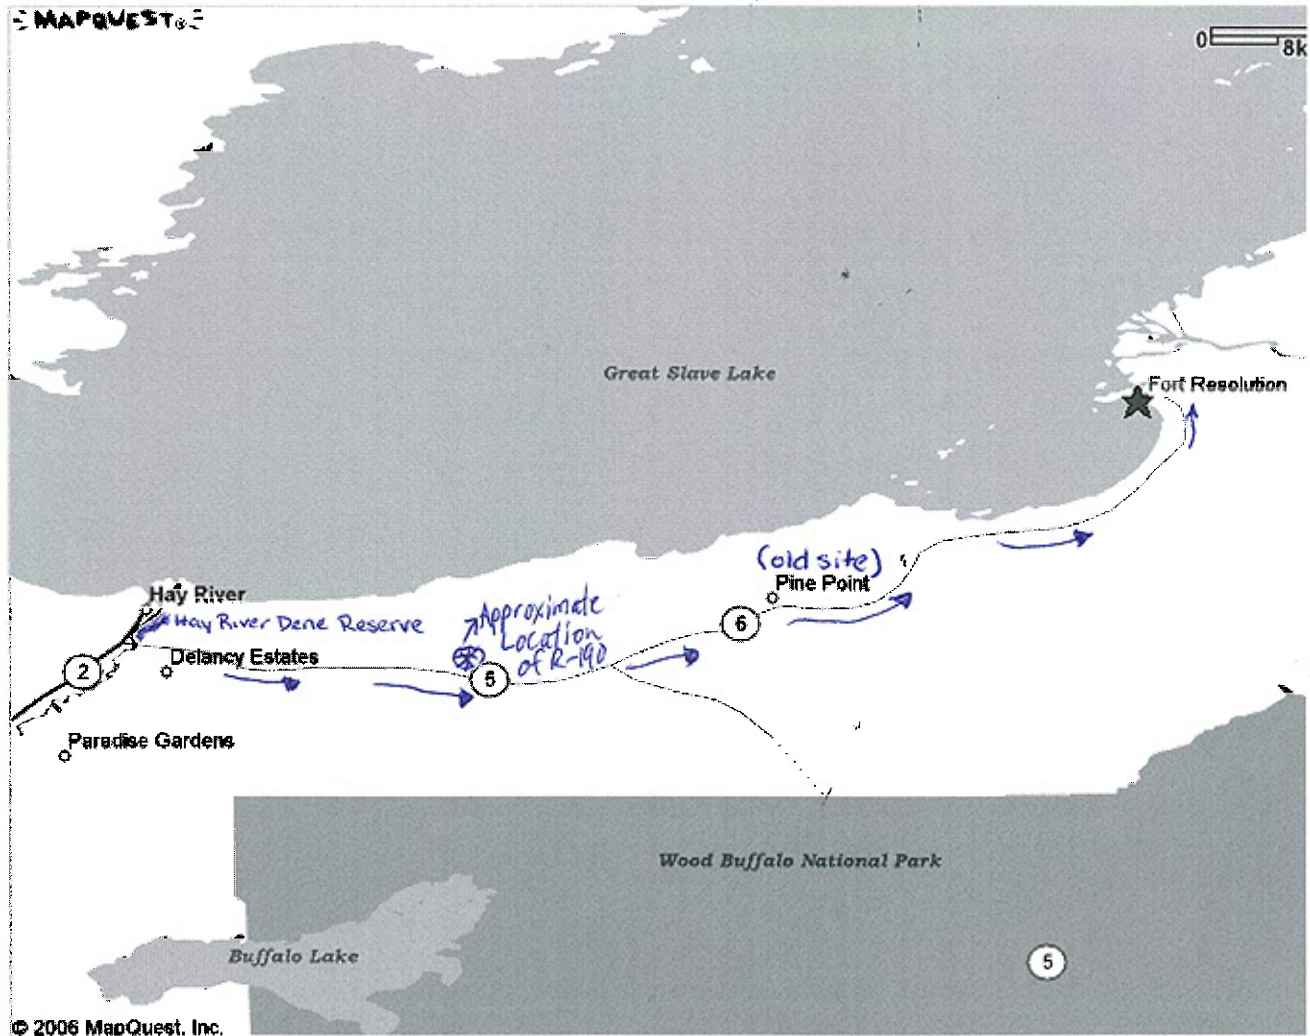 MAPQUEST
0 8k
Great Slave Lake
Fort Resolution
(old site)
Pine Point
Hay River
Hay River Dene Reserve
Approximate
Location
of R-190
6
2
Delancy Estates
5
Paradise Gardens
Wood Buffalo National Park
Buffalo Lake
5
© 2006 MapQuest, Inc.